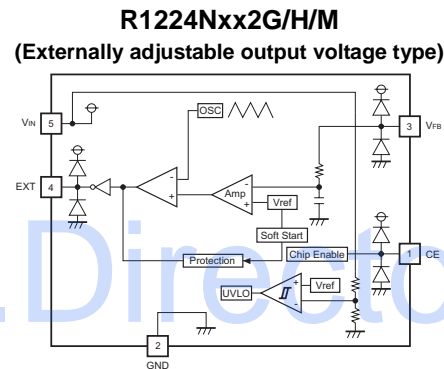 R1224Nxx2G/H/M
(Externally adjustable output voltage type)
OSC
VIN 5
3 VFB
EXT 4
-
+
Amp
-
+
Vref
Soft Start
Protection
Chip Enable
1 CE
UVLO
+
-
Vref
2
GND
.Directo